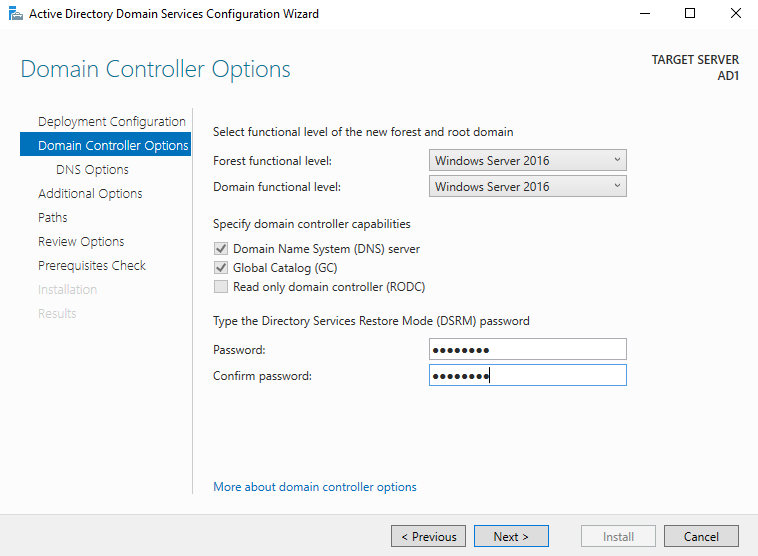 Active Directory Domain Services Configuration Wizard
Domain Controller Options
TARGET SERVER
AD1
Deployment Configuration
Domain Controller Options
DNS Options
Additional Options
Paths
Review Options
Prerequisites Check
Installation
Results
Select functional level of the new forest and root domain
Forest functional level: Windows Server 2016
Domain functional level: Windows Server 2016
Specify domain controller capabilities
Domain Name System (DNS) server
Global Catalog (GC)
Read only domain controller (RODC)
Type the Directory Services Restore Mode (DSRM) password
Password: ●●●●●●●●
Confirm password: ●●●●●●●●
More about domain controller options
< Previous Next > Install Cancel